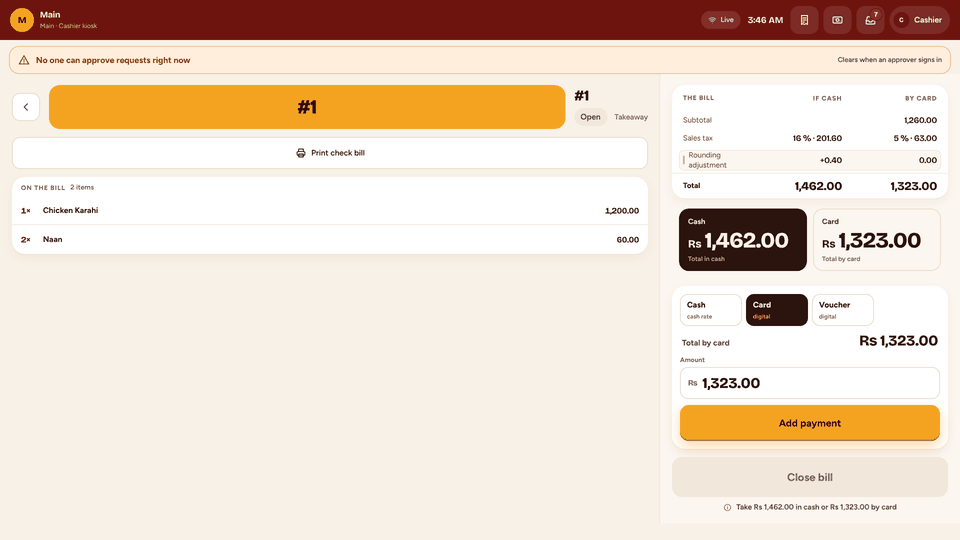 M
Main
Main · Cashier kiosk
Live
3:46 AM
7
C
Cashier
No one can approve requests right now
Clears when an approver signs in
#1
#1
Open
Takeaway
Print check bill
ON THE BILL 2 items
1× Chicken Karahi 1,200.00
2× Naan 60.00
THE BILL IF CASH BY CARD
Subtotal 1,260.00
Sales tax 16 % · 201.60 5 % · 63.00
Rounding
adjustment +0.40 0.00
Total 1,462.00 1,323.00
Cash
Rs 1,462.00
Total in cash
Card
Rs 1,323.00
Total by card
Cash
cash rate
Card
digital
Voucher
digital
Total by card Rs 1,323.00
Amount
Rs 1,323.00
Add payment
Close bill
Take Rs 1,462.00 in cash or Rs 1,323.00 by card